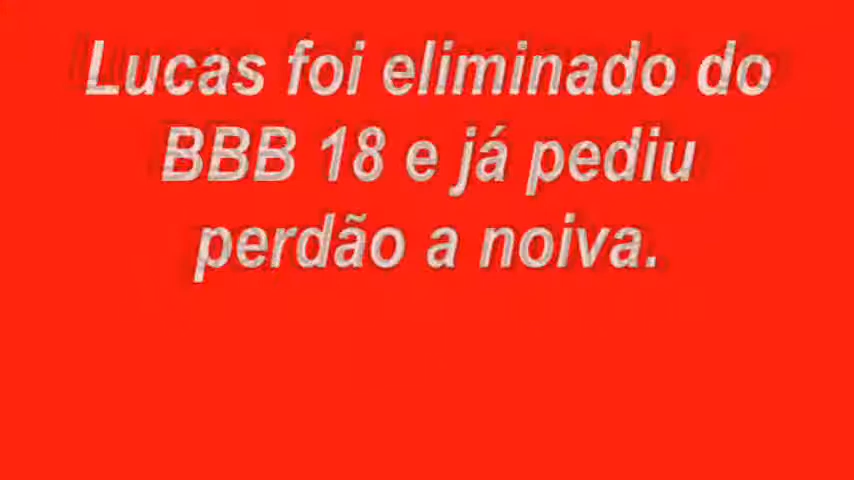 Lucas foi eliminado do
BBB 18 e já pediu
perdão a noiva.